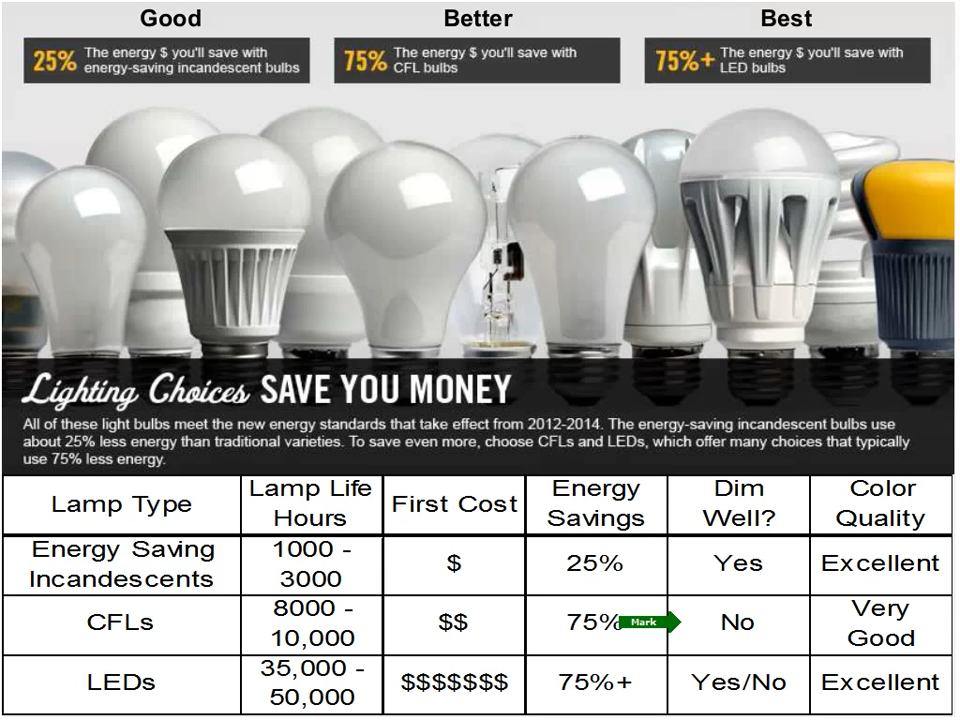 Good Better Best
25% The energy $ you'll save with
energy-saving incandescent bulbs
75% The energy $ you'll save with
CFL bulbs
75%+ The energy $ you'll save with
LED bulbs
Lighting Choices SAVE YOU MONEY
All of these light bulbs meet the new energy standards that take effect from 2012-2014. The energy-saving incandescent bulbs use
about 25% less energy than traditional varieties. To save even more, choose CFLs and LEDs, which offer many choices that typically
use 75% less energy.
Lamp Type
Lamp Life
Hours
First Cost
Energy
Savings
Dim
Well?
Color
Quality
Energy Saving
Incandescents
1000 -
3000
$
25%
Yes
Excellent
CFLs
8000 -
10,000
$$
75%
Mark
No
Very
Good
LEDs
35,000 -
50,000
$$$$$$$
75%+
Yes/No
Excellent